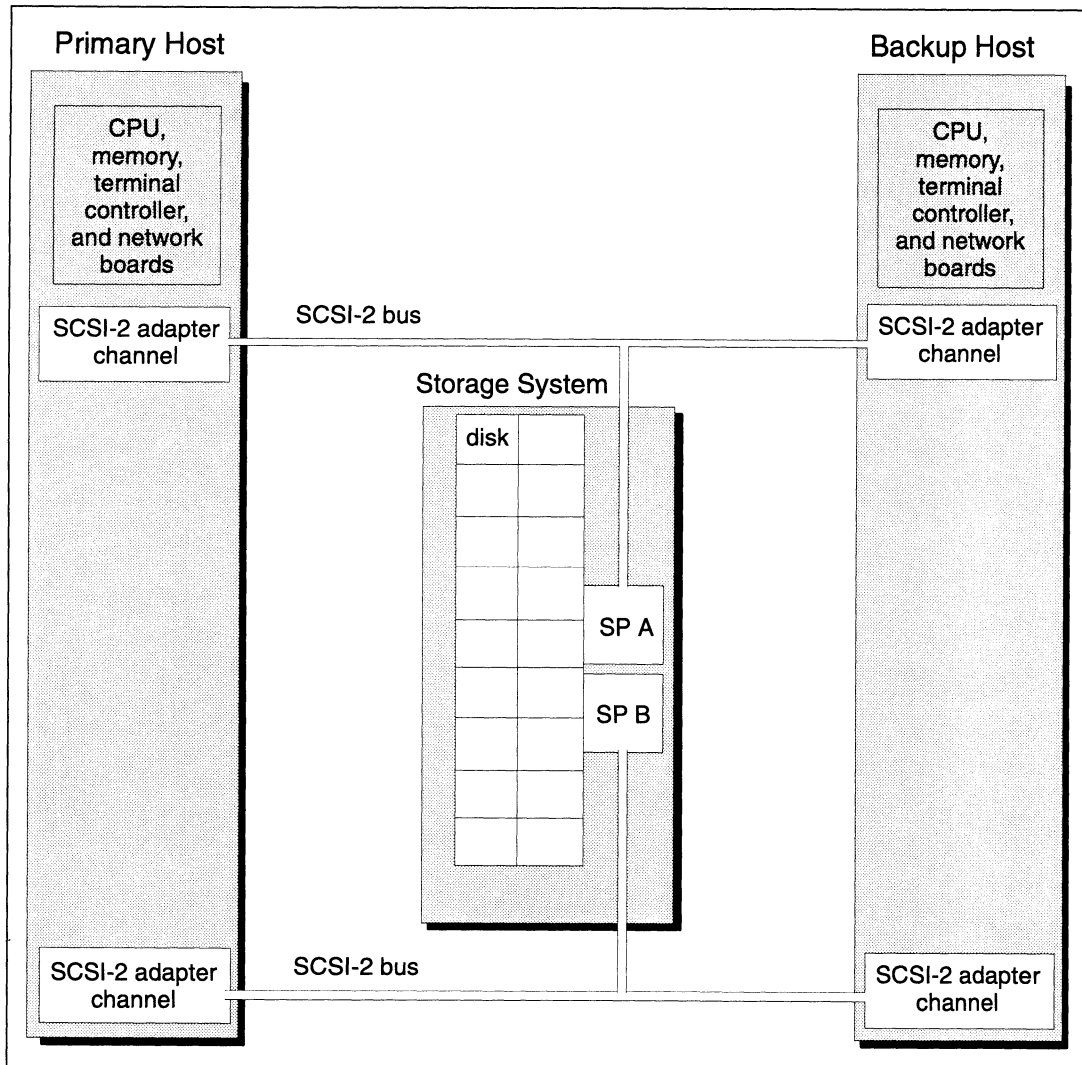 Primary Host
Backup Host
CPU,
memory,
terminal
controller,
and network
boards
CPU,
memory,
terminal
controller,
and network
boards
SCSI-2 adapter
channel
SCSI-2 bus
SCSI-2 adapter
channel
Storage System
disk
SP A
SP B
SCSI-2 adapter
channel
SCSI-2 bus
SCSI-2 adapter
channel